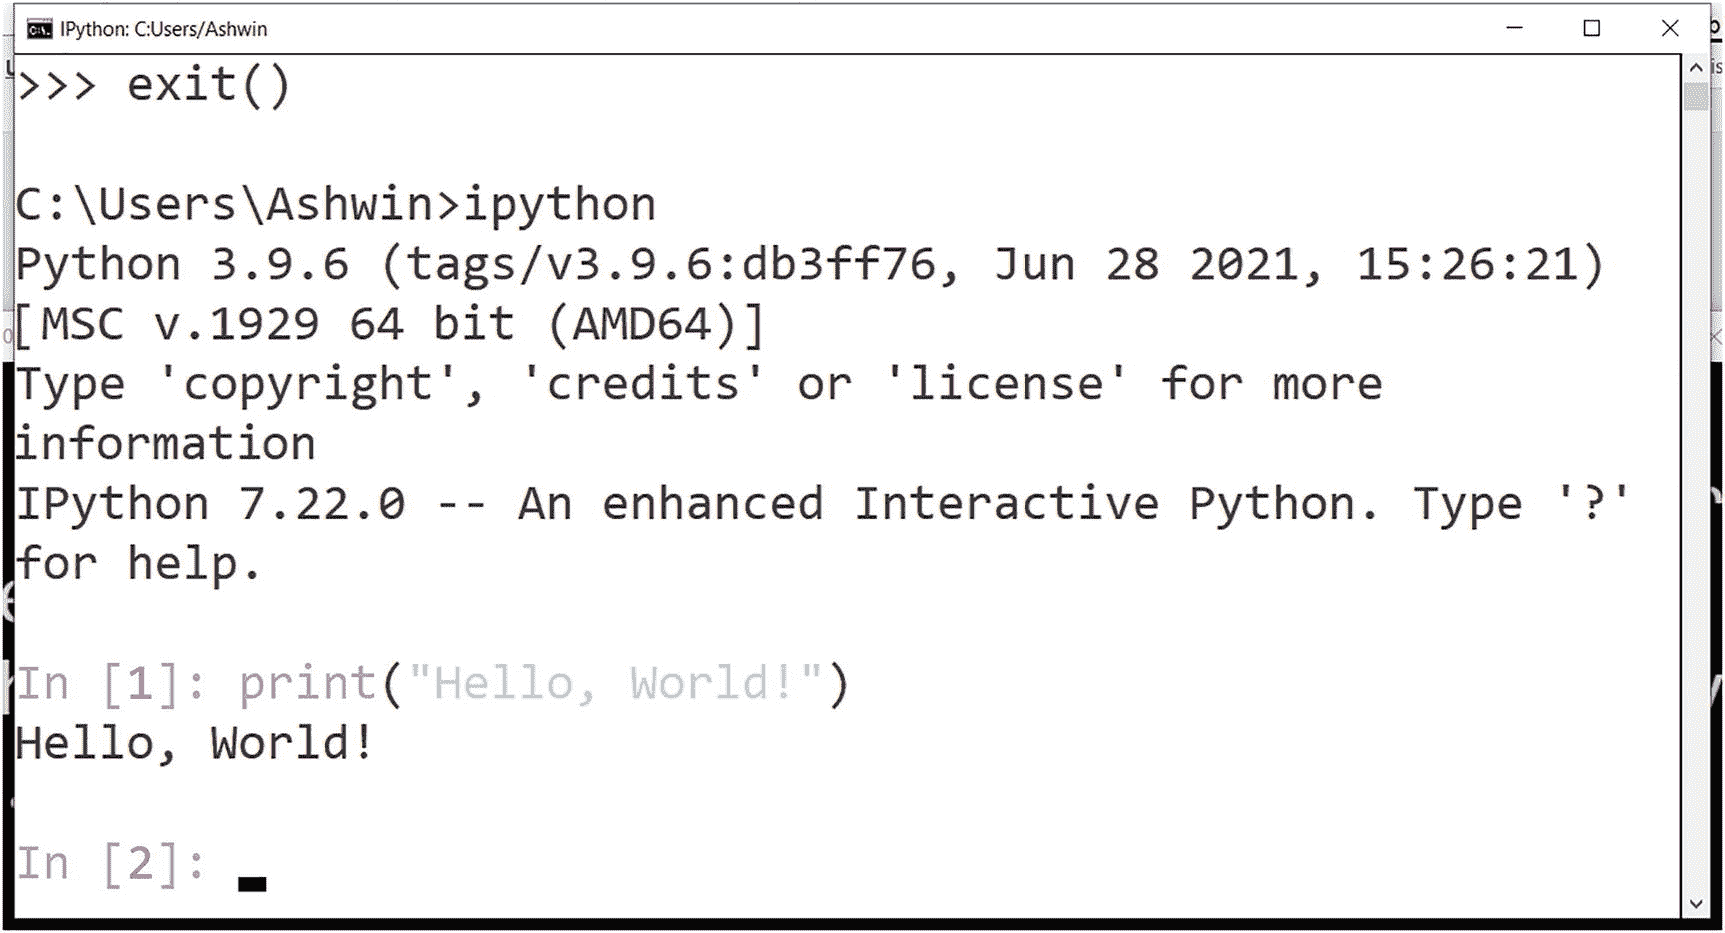 IPython: C:Users/Ashwin
>>> exit()
C:\Users\Ashwin>ipython
Python 3.9.6 (tags/v3.9.6:db3ff76, Jun 28 2021, 15:26:21)
[MSC v.1929 64 bit (AMD64)]
Type 'copyright', 'credits' or 'license' for more
information
IPython 7.22.0 -- An enhanced Interactive Python. Type '?'
for help.
In [1]: print("Hello, World!")
Hello, World!
In [2]: